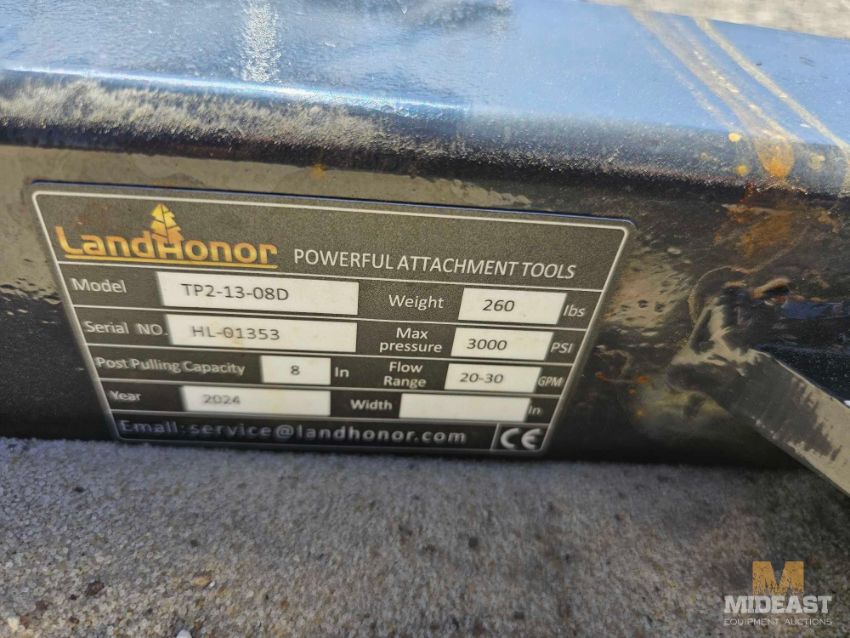 LandHonor POWERFUL ATTACHMENT TOOLS
Model TP2-13-08D Weight 260 lbs
Serial NO. HL-01353 Max pressure 3000 PSI
Post Pulling Capacity 8 In Flow Range 20-30 GPM
Year 2024 Width In
Email:service@landhonor.com CE
M
MIDEAST
EQUIPMENT AUCTIONS